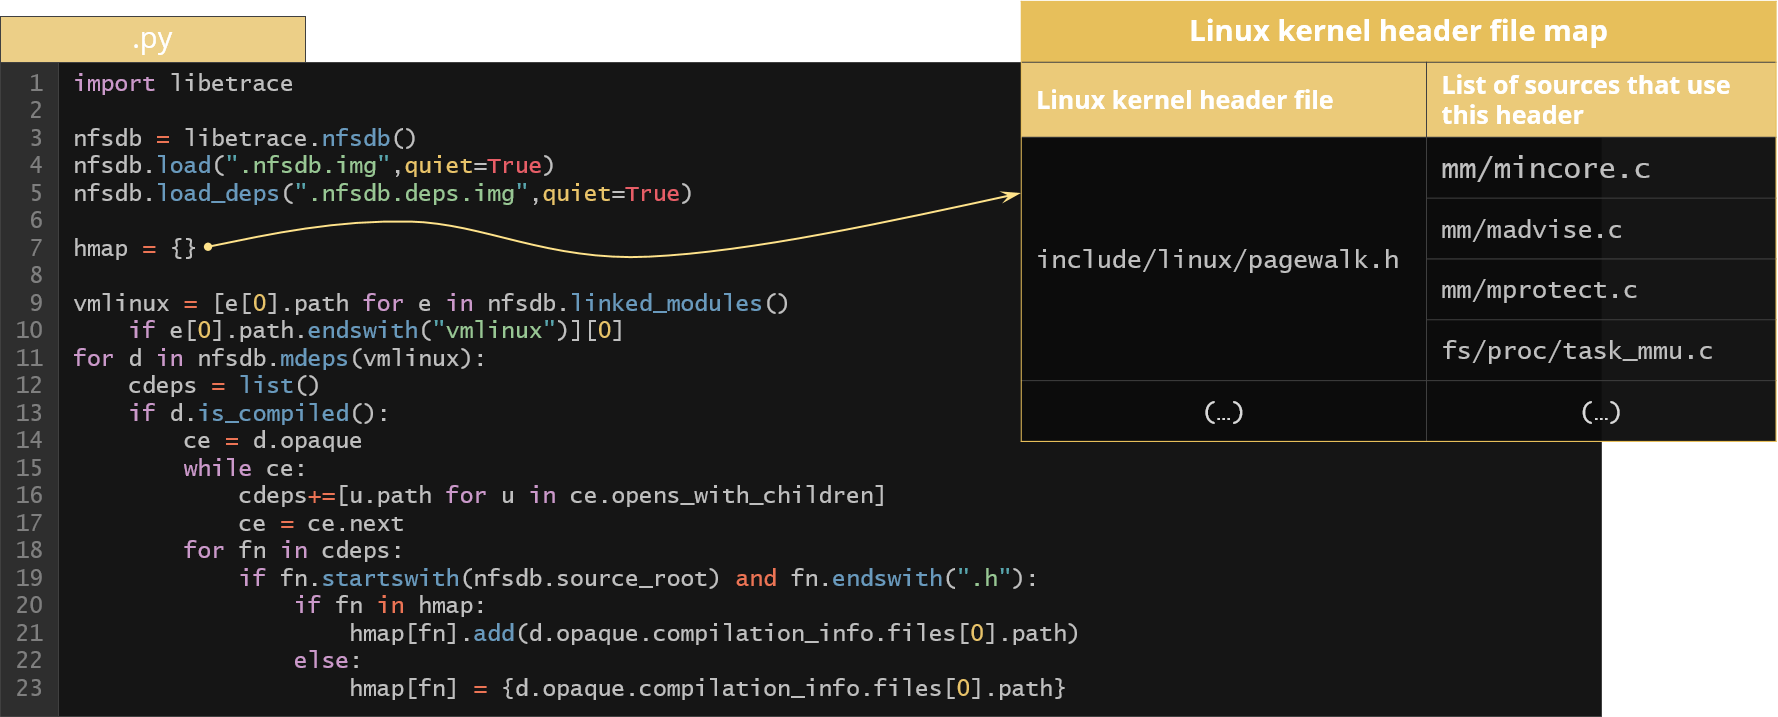 .py
1 import libetrace
2
3 nfsdb = libetrace.nfsdb()
4 nfsdb.load(".nfsdb.img",quiet=True)
5 nfsdb.load_deps(".nfsdb.deps.img",quiet=True)
6
7 hmap = {}
8
9 vmlinux = [e[0].path for e in nfsdb.linked_modules()
10     if e[0].path.endswith("vmlinux")][0]
11 for d in nfsdb.mdeps(vmlinux):
12     cdeps = list()
13     if d.is_compiled():
14         ce = d.opaque
15         while ce:
16             cdeps+=[u.path for u in ce.opens_with_children]
17             ce = ce.next
18         for fn in cdeps:
19             if fn.startswith(nfsdb.source_root) and fn.endswith(".h"):
20                 if fn in hmap:
21                     hmap[fn].add(d.opaque.compilation_info.files[0].path)
22                 else:
23                     hmap[fn] = {d.opaque.compilation_info.files[0].path}
Linux kernel header file map
Linux kernel header file
List of sources that use
this header
include/linux/pagewalk.h
mm/mincore.c
mm/madvise.c
mm/mprotect.c
fs/proc/task_mmu.c
(…)
(…)